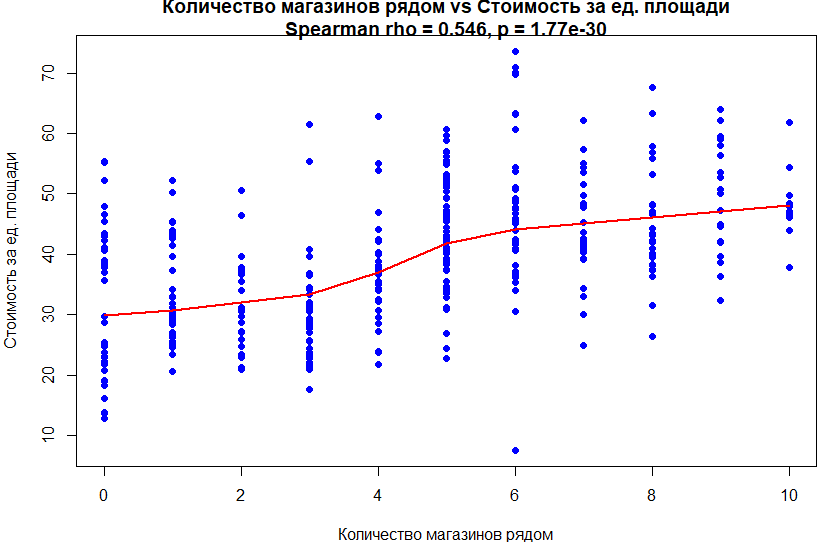 Количество магазинов рядом vs Стоимость за ед. площади
Spearman rho = 0.546, p = 1.77e-30
Стоимость за ед. площади
70
60
50
40
30
20
10
0 2 4 6 8 10
Количество магазинов рядом